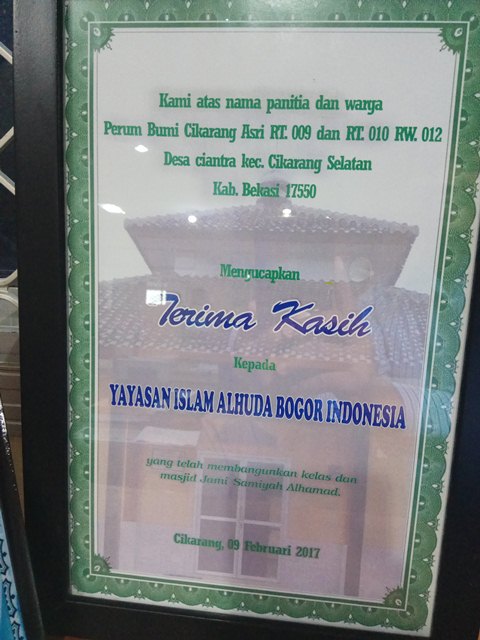 Kami atas nama panitia dan warga
Perum Bumi Cikarang Asri RT. 009 dan RT. 010 RW. 012
Desa ciantra kec. Cikarang Selatan
Kab. Bekasi 17550
Mengucapkan
Terima Kasih
Kepada
YAYASAN ISLAM ALHUDA BOGOR INDONESIA
yang telah membangunkan kelas dan
masjid Jami Samiyah Alhamad.
Cikarang, 09 Februari 2017